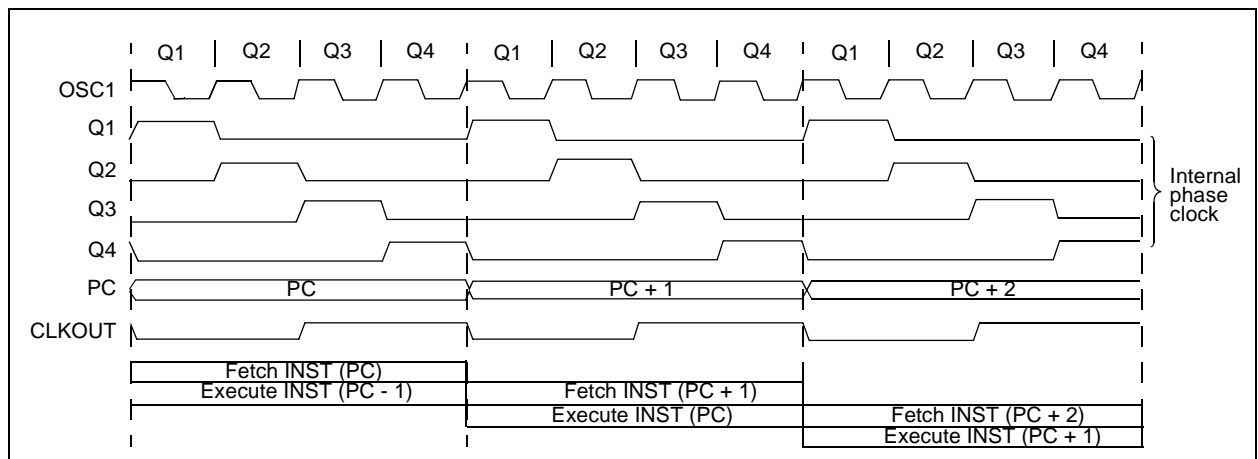 Q1 Q2 Q3 Q4 Q1 Q2 Q3 Q4 Q1 Q2 Q3 Q4
OSC1
Q1
Q2
Q3
Q4
Internal
phase
clock
PC PC PC + 1 PC + 2
CLKOUT
Fetch INST (PC)
Execute INST (PC - 1) Fetch INST (PC + 1)
Execute INST (PC) Fetch INST (PC + 2)
Execute INST (PC + 1)